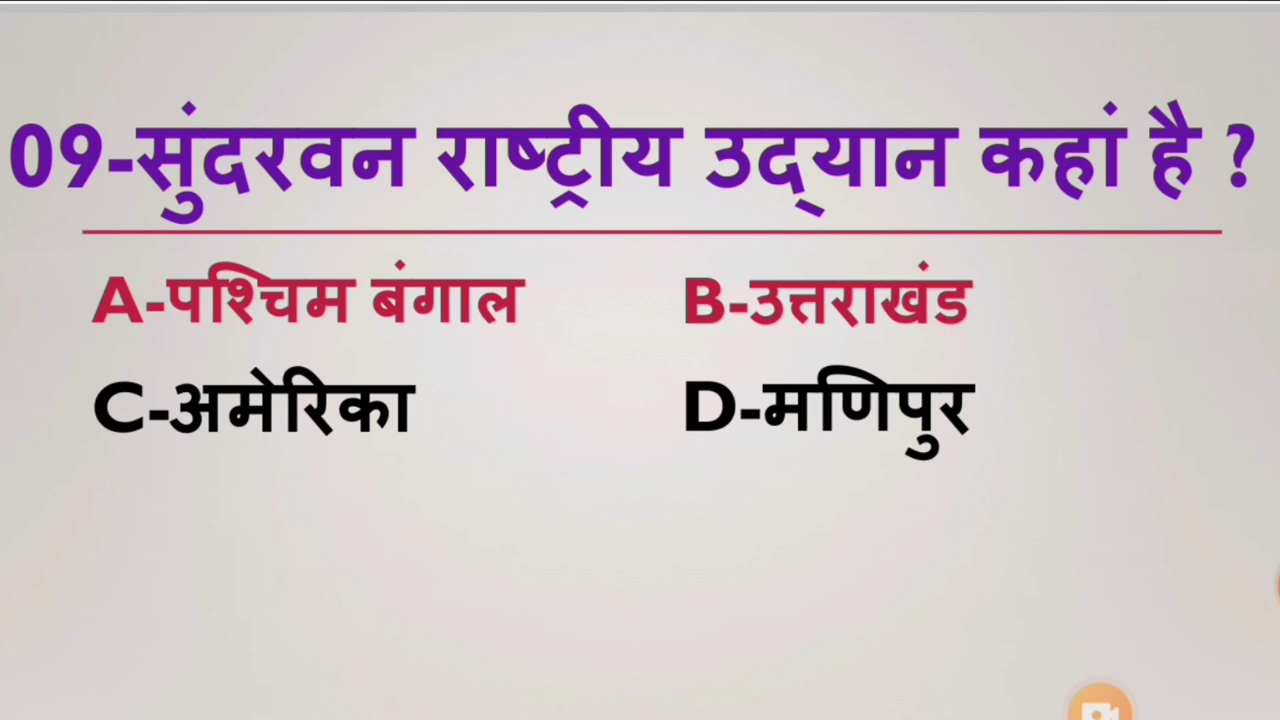 09-सुंदरवन राष्ट्रीय उद्‌यान कहां है ?
A-पश्चिम बंगाल B-उत्तराखंड
C-अमेरिका D-मणिपुर